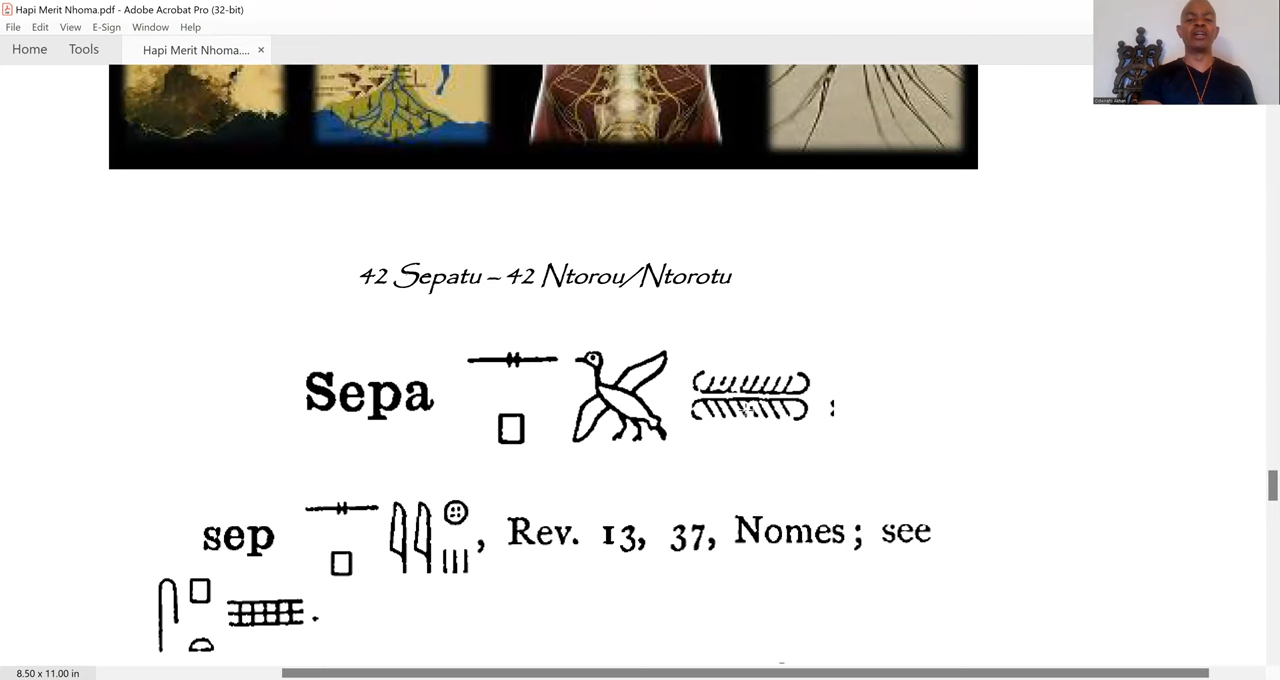 Hapi Merit Nhoma.pdf - Adobe Acrobat Pro (32-bit)
File Edit View E-Sign Window Help
Home Tools Hapi Merit Nhoma.... ×
42 Sepatu – 42 Ntorou/Ntorotu
Sepa :
sep , Rev. 13, 37, Nomes; see
.
8.50 x 11.00 in